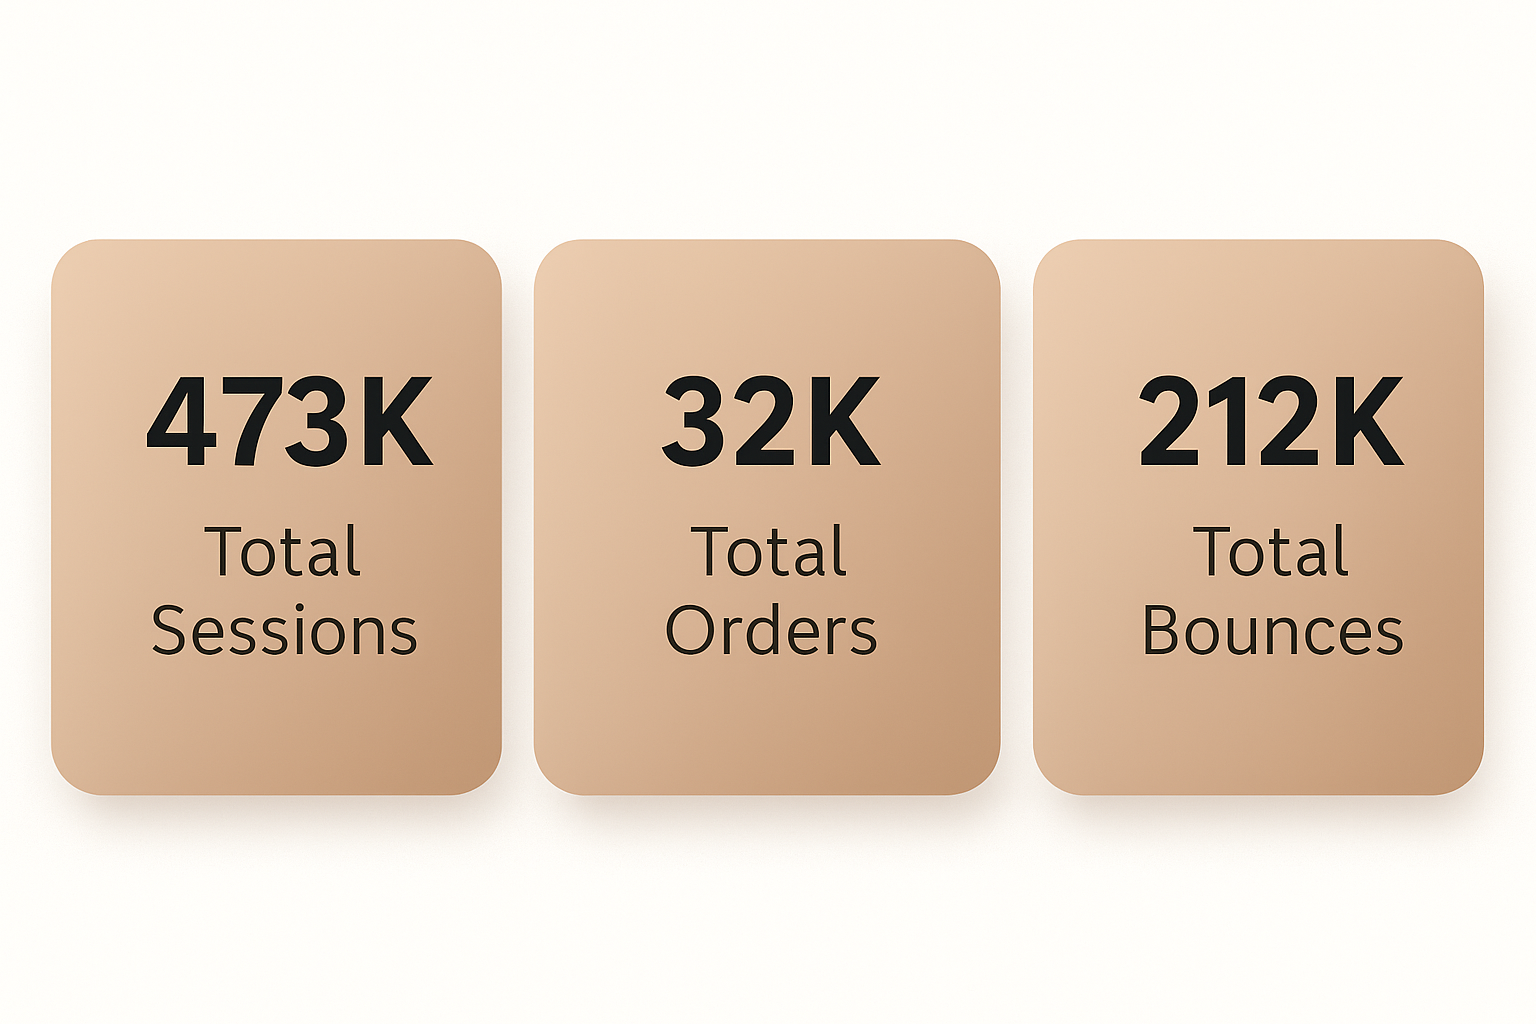 473K
Total
Sessions
32K
Total
Orders
212K
Total
Bounces